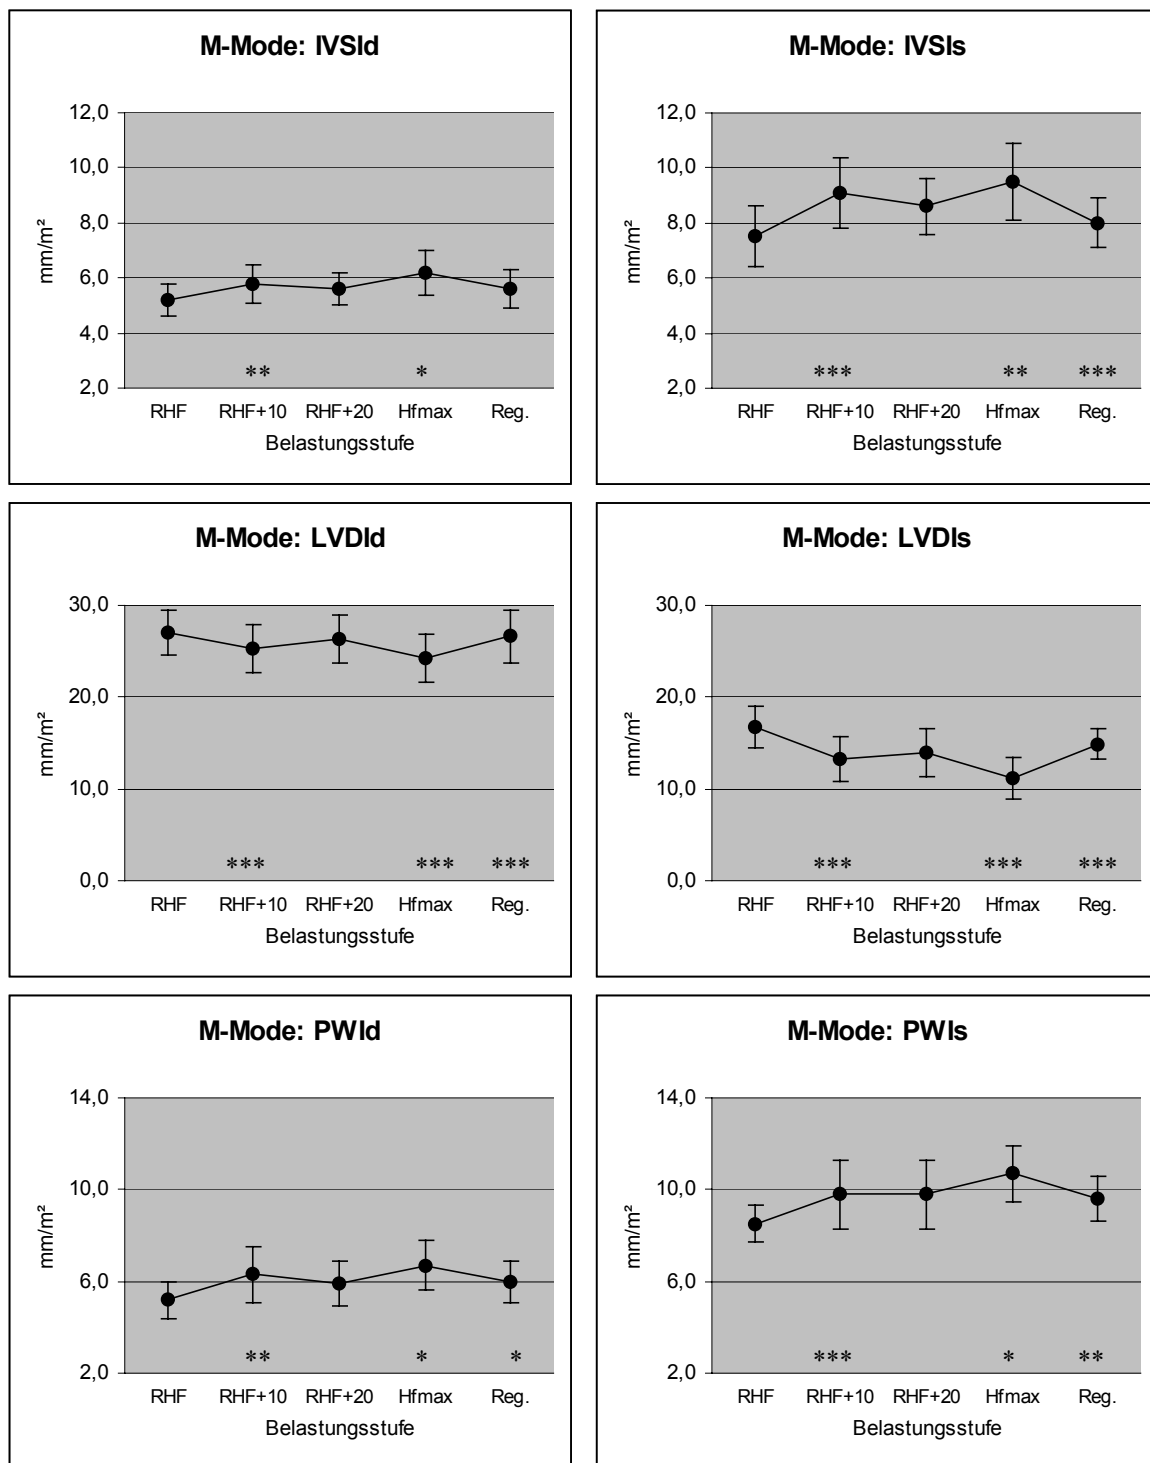 M-Mode: IVSId
12,0
10,0
8,0
6,0
4,0
2,0
mm/m²
** *
RHF RHF+10 RHF+20 Hfmax Reg.
Belastungsstufe
M-Mode: IVSIs
12,0
10,0
8,0
6,0
4,0
2,0
mm/m²
*** ** ***
RHF RHF+10 RHF+20 Hfmax Reg.
Belastungsstufe
M-Mode: LVDId
30,0
20,0
10,0
0,0
mm/m²
*** *** ***
RHF RHF+10 RHF+20 Hfmax Reg.
Belastungsstufe
M-Mode: LVDIs
30,0
20,0
10,0
0,0
mm/m²
*** *** ***
RHF RHF+10 RHF+20 Hfmax Reg.
Belastungsstufe
M-Mode: PWId
14,0
10,0
6,0
2,0
mm/m²
** * *
RHF RHF+10 RHF+20 Hfmax Reg.
Belastungsstufe
M-Mode: PWIs
14,0
10,0
6,0
2,0
mm/m²
*** * **
RHF RHF+10 RHF+20 Hfmax Reg.
Belastungsstufe